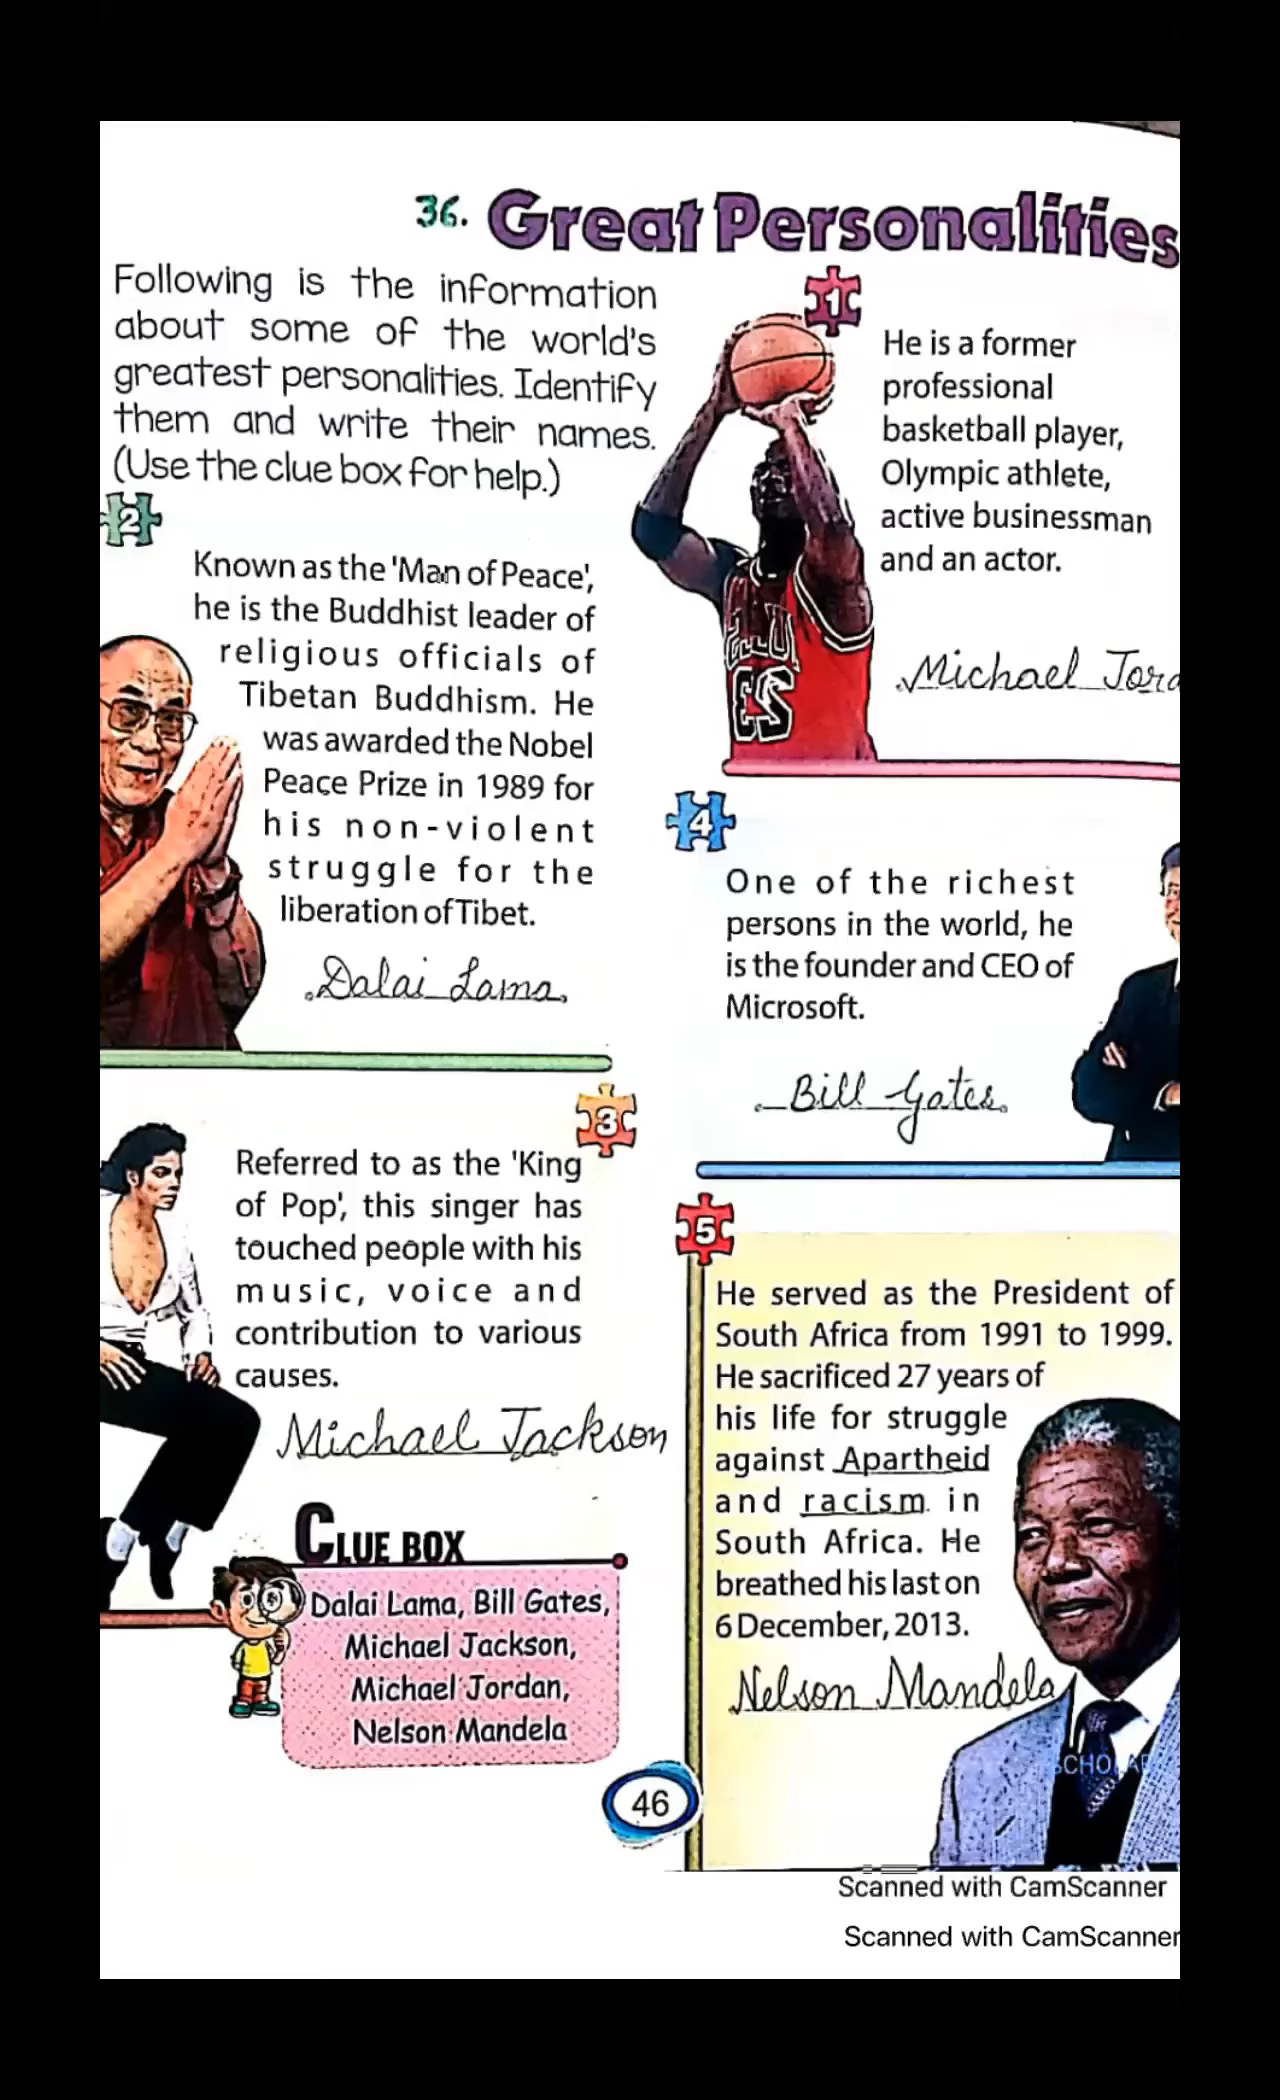 36. Great Personalities
Following is the information
about some of the world's
greatest personalities. Identify
them and write their names.
(Use the clue box for help.)
1
He is a former
professional
basketball player,
Olympic athlete,
active businessman
and an actor.
Michael Jord
23
2
Known as the 'Man of Peace',
he is the Buddhist leader of
religious officials of
Tibetan Buddhism. He
was awarded the Nobel
Peace Prize in 1989 for
his non-violent
struggle for the
liberation of Tibet.
Dalai Lama
3
Referred to as the 'King
of Pop', this singer has
touched people with his
music, voice and
contribution to various
causes.
Michael Jackson
4
One of the richest
persons in the world, he
is the founder and CEO of
Microsoft.
Bill Gates
5
He served as the President of
South Africa from 1991 to 1999.
He sacrificed 27 years of
his life for struggle
against Apartheid
and racism in
South Africa. He
breathed his last on
6 December, 2013.
Nelson Mandela
CLUE BOX
Dalai Lama, Bill Gates,
Michael Jackson,
Michael Jordan,
Nelson Mandela
46
Scanned with CamScanner
Scanned with CamScanner